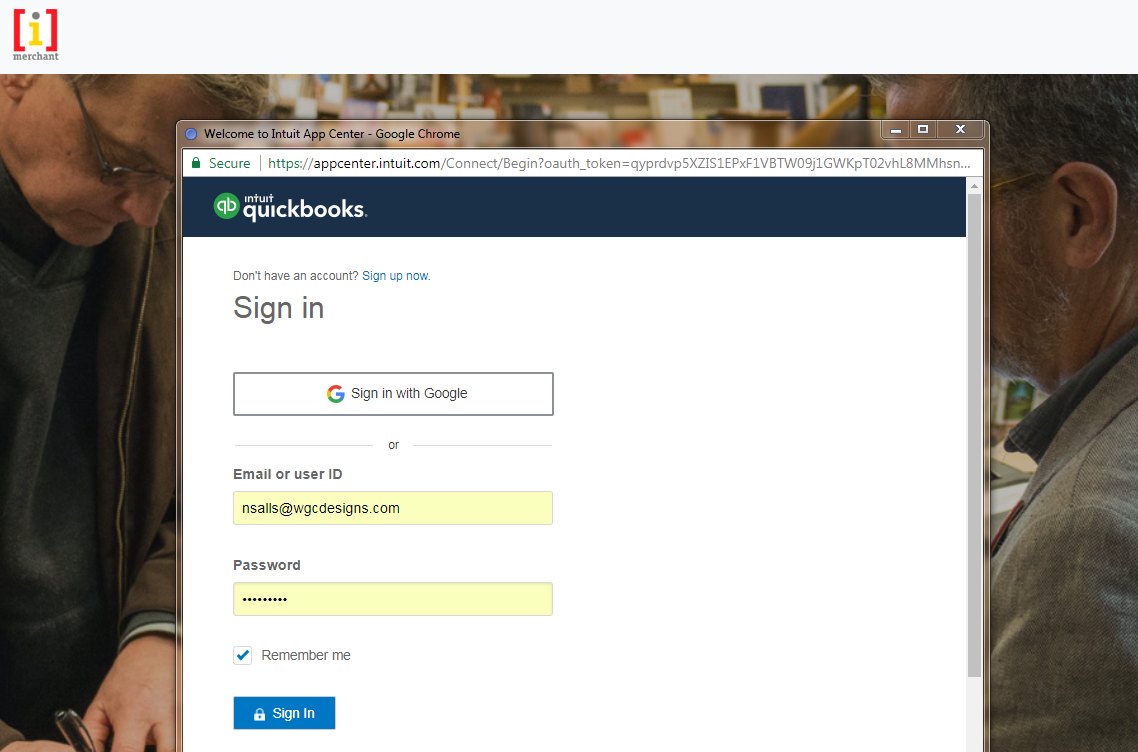 [i]
merchant
Welcome to Intuit App Center - Google Chrome
Secure
https://appcenter.intuit.com/Connect/Begin?oauth_token=qyprdvp5XZIS1EPxF1VBTW09j1GWKpT02vhL8MMhsn...
qb intuit quickbooks.
Don't have an account? Sign up now.
Sign in
Sign in with Google
or
Email or user ID
nsalls@wgcdesigns.com
Password
•••••••••
Remember me
Sign In